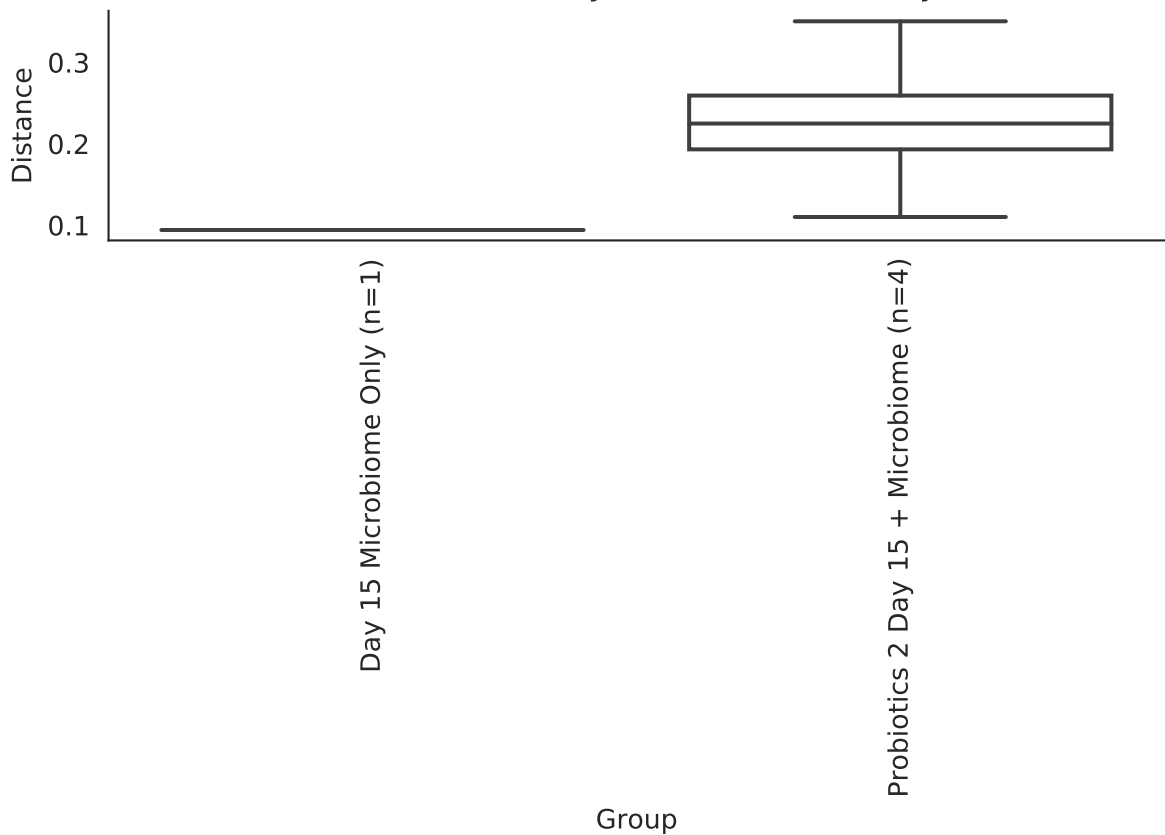 Distance
0.3
0.2
0.1
Day 15 Microbiome Only (n=1)
Probiotics 2 Day 15 + Microbiome (n=4)
Group